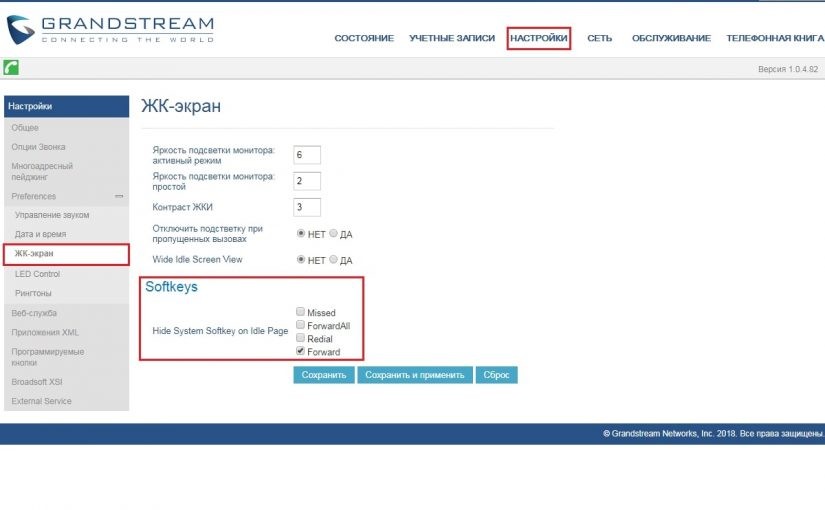 GRANDSTREAM
CONNECTING THE WORLD
СОСТОЯНИЕ УЧЕТНЫЕ ЗАПИСИ НАСТРОЙКИ СЕТЬ ОБСЛУЖИВАНИЕ ТЕЛЕФОННАЯ КНИГА
Версия 1.0.4.82
Настройки
Общее
Опции Звонка
Многоадресный
пейджинг
Preferences
Управление звуком
Дата и время
ЖК-экран
LED Control
Рингтоны
Веб-служба
Приложения XML
Программируемые
кнопки
Broadsoft XSI
External Service
ЖК-экран
Яркость подсветки монитора:
активный режим
6
Яркость подсветки монитора:
простой
2
Контраст ЖКИ
3
Отключить подстветку при
пропущенных вызовах
НЕТ ДА
Wide Idle Screen View
НЕТ ДА
Softkeys
Hide System Softkey on Idle Page
Missed
ForwardAll
Redial
Forward
Сохранить Сохранить и применить Сброс
© Grandstream Networks, Inc. 2018. Все права защищены.